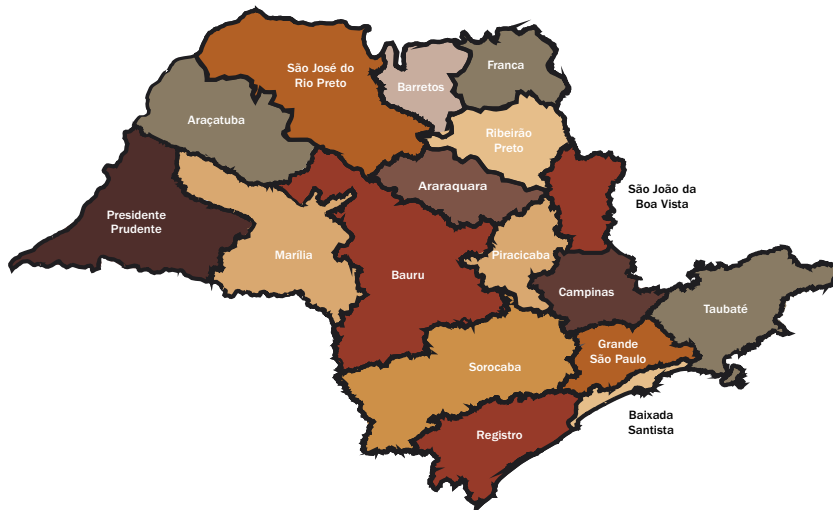 São José do
Rio Preto
Barretos
Franca
Araçatuba
Ribeirão
Preto
Araraquara
São João da
Boa Vista
Presidente
Prudente
Marília
Bauru
Piracicaba
Campinas
Taubaté
Grande
São Paulo
Sorocaba
Baixada
Santista
Registro